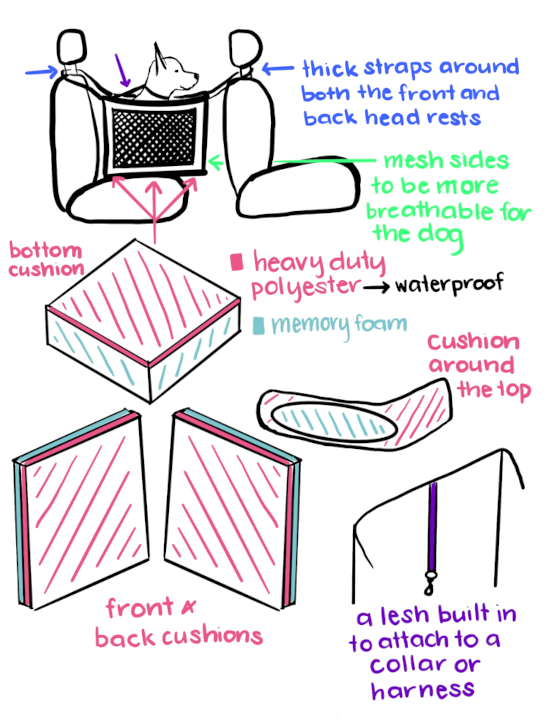 thick straps around
both the front and
back head rests
mesh sides
to be more
breathable for
the dog
bottom
cushion
heavy duty
polyester → waterproof
memory foam
Cushion
around
the top
front &
back cushions
a lesh built in
to attach to a
collar or
harness